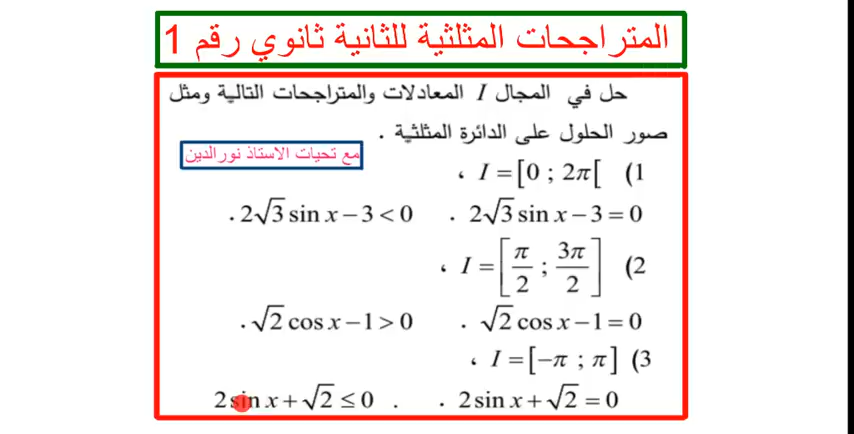 المتراجحات المثلثية للثانية ثانوي رقم 1
حل في المجال I المعادلات والمتراجحات التالية ومثل
صور الحلول على الدائرة المثلثية .
مع تحيات الاستاذ نورالدين
1) I = [0 ; 2π[ ،
2√3 sin x − 3 = 0 . 2√3 sin x − 3 < 0 .
2) I = [π/2 ; 3π/2] ،
√2 cos x − 1 = 0 . √2 cos x − 1 > 0 .
3) I = [−π ; π] ،
2 sin x + √2 = 0 . . 2 sin x + √2 ≤ 0